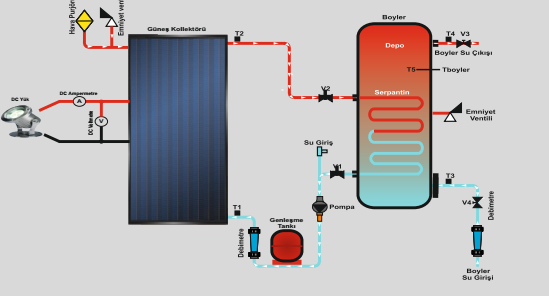 Hava Purjörü
Emniyet venti
Güneş Kollektörü
Boyler
T2
T4
V3
Depo
Boyler Su Çıkışı
T5
Tboyler
DC Yük
DC Ampermetre
A
V2
Serpantin
DC Voltmetre
V
Emniyet
Ventili
Su Giriş
V1
T3
T1
Pompa
V4
Debimetre
Genleşme
Tankı
Debimetre
Boyler
Su Girişi